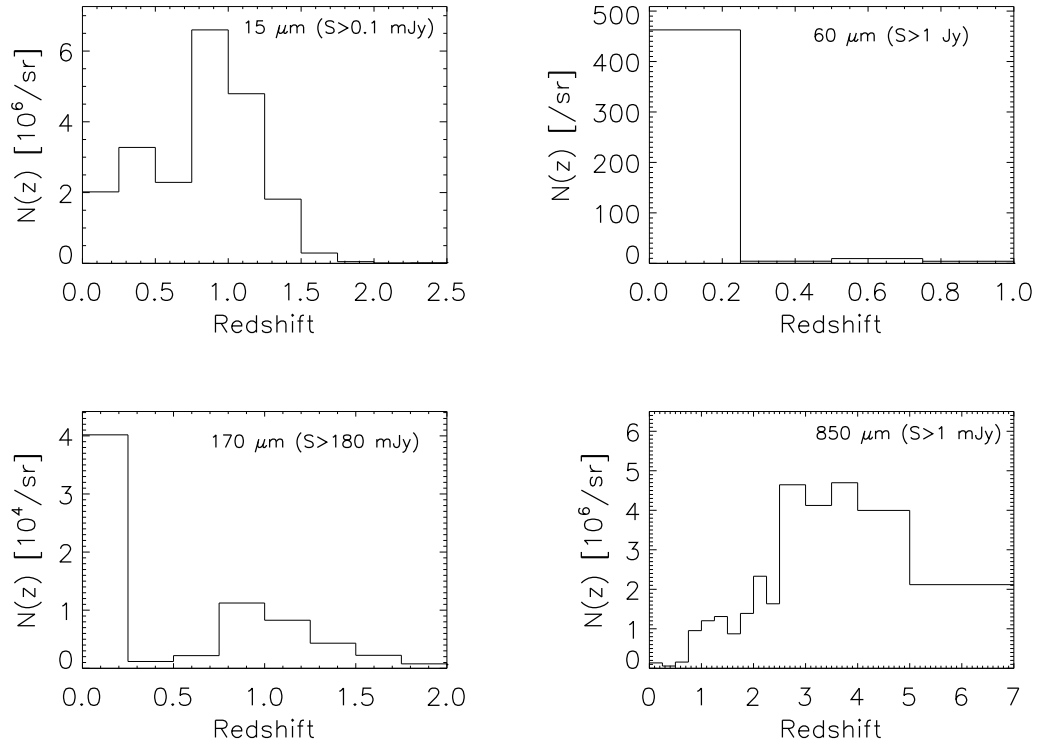 15 μm (S>0.1 mJy)
N(z) [10⁶/sr]
6
4
2
0
0.0 0.5 1.0 1.5 2.0 2.5
Redshift
60 μm (S>1 Jy)
N(z) [/sr]
500
400
300
200
100
0
0.0 0.2 0.4 0.6 0.8 1.0
Redshift
170 μm (S>180 mJy)
N(z) [10⁴/sr]
4
3
2
1
0
0.0 0.5 1.0 1.5 2.0
Redshift
850 μm (S>1 mJy)
N(z) [10⁶/sr]
6
5
4
3
2
1
0
0 1 2 3 4 5 6 7
Redshift